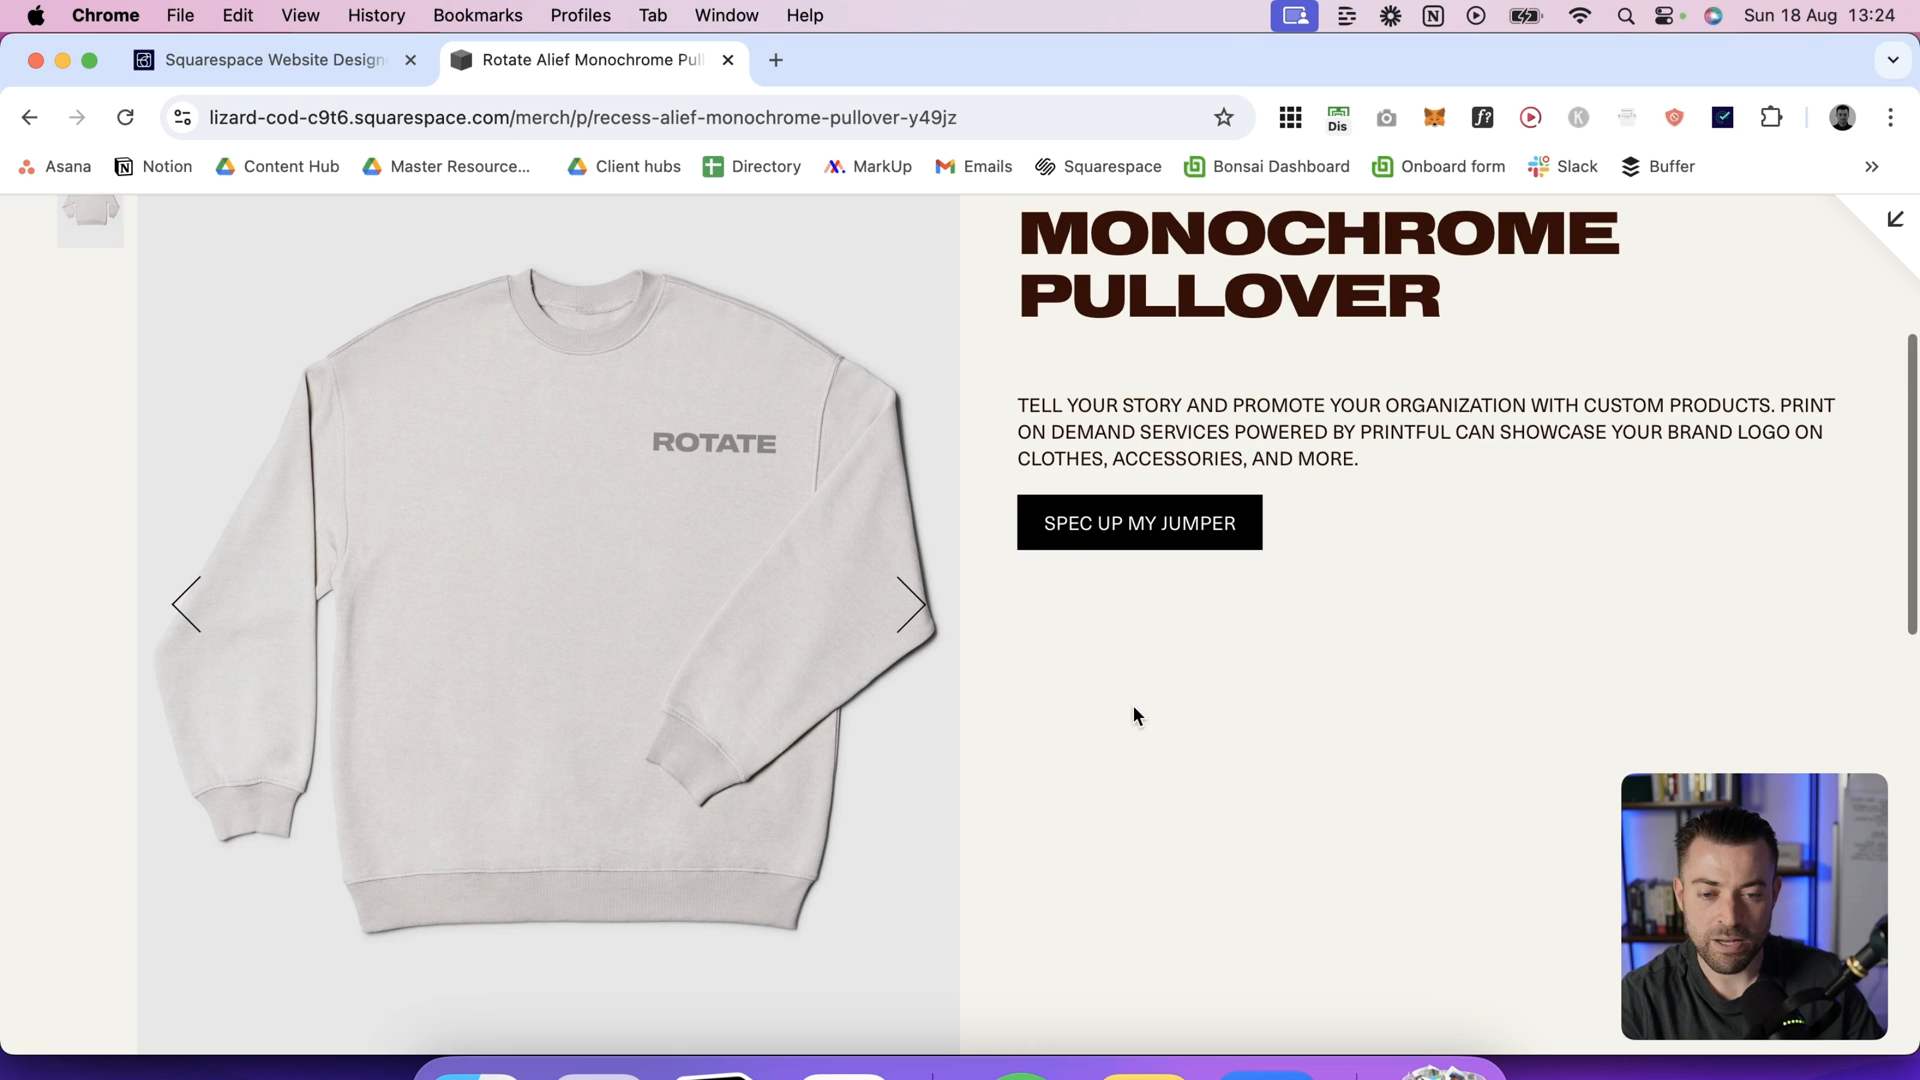 Chrome File Edit View History Bookmarks Profiles Tab Window Help Sun 18 Aug 13:24
Squarespace Website Design Rotate Alief Monochrome Pul
lizard-cod-c9t6.squarespace.com/merch/p/recess-alief-monochrome-pullover-y49jz Dis f? K
Asana Notion Content Hub Master Resource... Client hubs Directory MarkUp Emails Squarespace Bonsai Dashboard Onboard form Slack Buffer
MONOCHROME
PULLOVER
TELL YOUR STORY AND PROMOTE YOUR ORGANIZATION WITH CUSTOM PRODUCTS. PRINT
ON DEMAND SERVICES POWERED BY PRINTFUL CAN SHOWCASE YOUR BRAND LOGO ON
CLOTHES, ACCESSORIES, AND MORE.
SPEC UP MY JUMPER
ROTATE